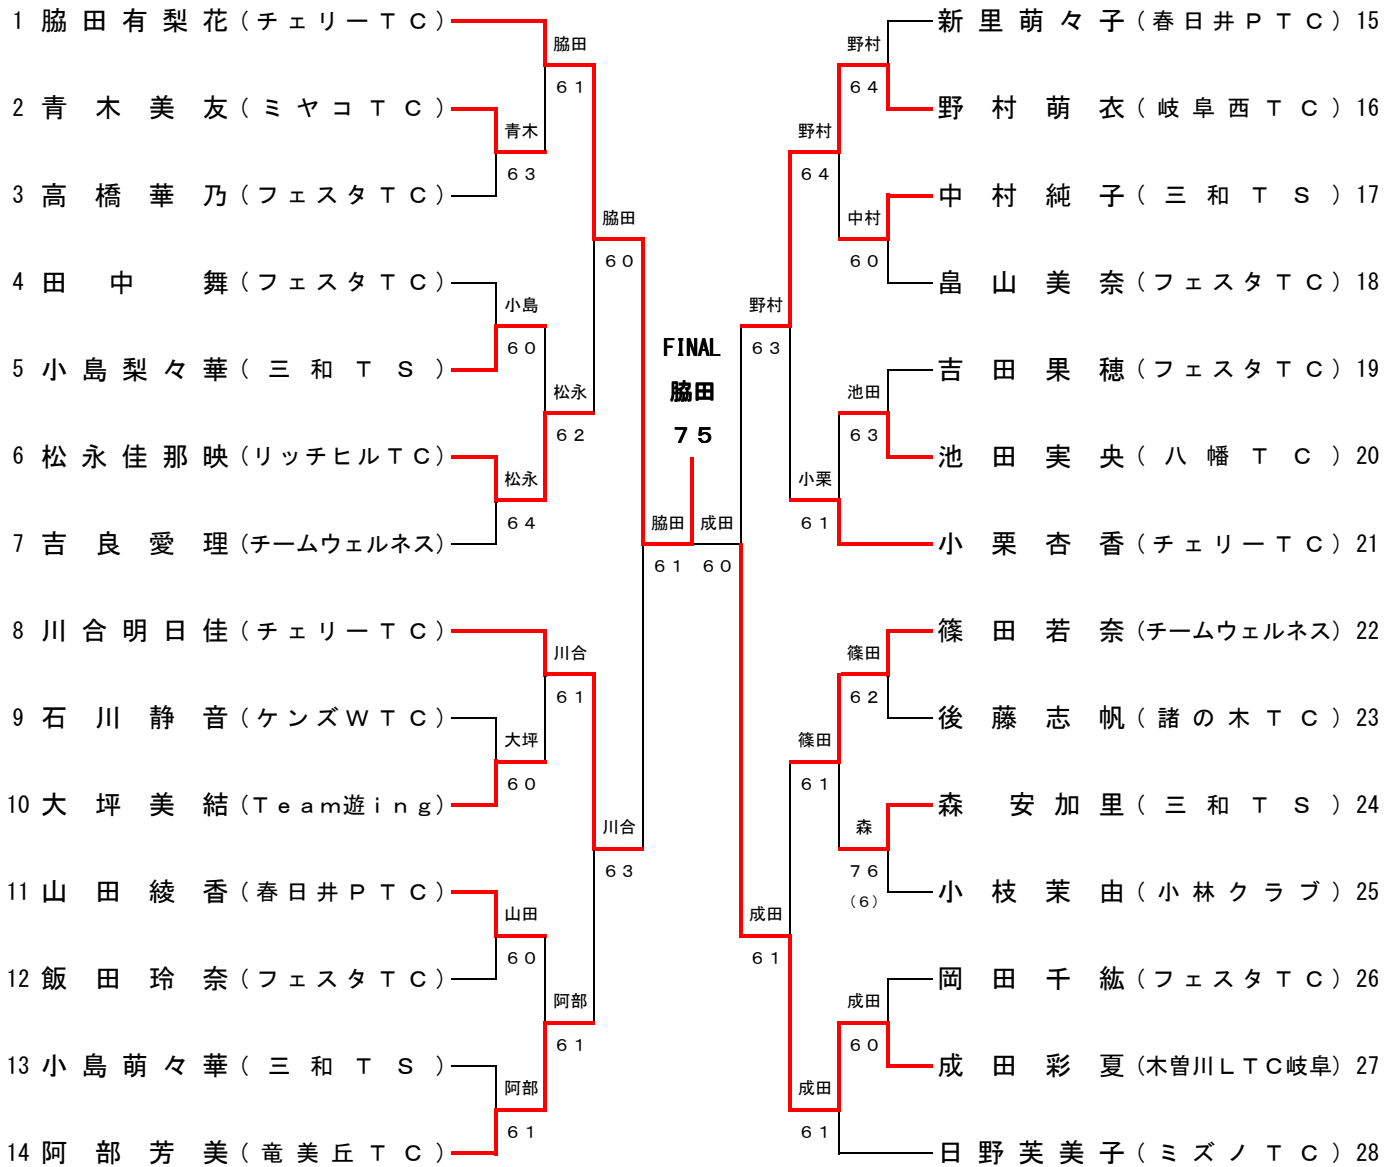 1 脇田有梨花 (チェリーTC)
2 青木美友 (ミヤコTC)
3 高橋華乃 (フェスタTC)
4 田中舞 (フェスタTC)
5 小島梨々華 (三和TS)
6 松永佳那映 (リッチヒルTC)
7 吉良愛理 (チームウェルネス)
8 川合明日佳 (チェリーTC)
9 石川静音 (ケンズWTC)
10 大坪美結 (Team遊ing)
11 山田綾香 (春日井PTC)
12 飯田玲奈 (フェスタTC)
13 小島萌々華 (三和TS)
14 阿部芳美 (竜美丘TC)
青木
63
小島
60
松永
64
大坪
60
山田
60
阿部
61
脇田
61
松永
62
川合
61
阿部
61
脇田
60
川合
63
脇田
61
FINAL
脇田
75
成田
60
野村
63
成田
61
野村
64
小栗
61
篠田
61
成田
61
野村
64
中村
60
池田
63
篠田
62
森
76
(6)
成田
60
新里萌々子 (春日井PTC) 15
野村萌衣 (岐阜西TC) 16
中村純子 (三和TS) 17
畠山美奈 (フェスタTC) 18
吉田果穂 (フェスタTC) 19
池田実央 (八幡TC) 20
小栗杏香 (チェリーTC) 21
篠田若奈 (チームウェルネス) 22
後藤志帆 (諸の木TC) 23
森安加里 (三和TS) 24
小枝茉由 (小林クラブ) 25
岡田千紘 (フェスタTC) 26
成田彩夏 (木曽川LTC岐阜) 27
日野芙美子 (ミズノTC) 28